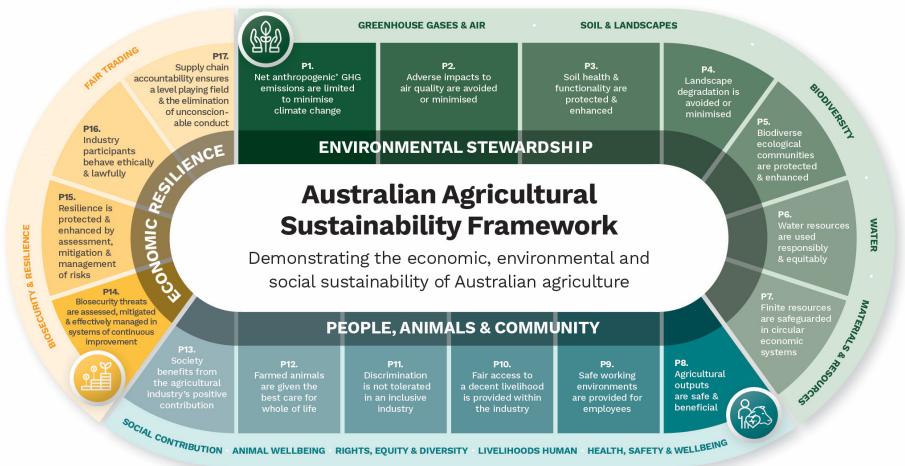 Australian Agricultural
Sustainability Framework
Demonstrating the economic, environmental and
social sustainability of Australian agriculture
ENVIRONMENTAL STEWARDSHIP
GREENHOUSE GASES & AIR
SOIL & LANDSCAPES
BIODIVERSITY
WATER
MATERIALS & RESOURCES
P1.
Net anthropogenic’ GHG
emissions are limited
to minimise
climate change
P2.
Adverse impacts to
air quality are avoided
or minimised
P3.
Soil health &
functionality are
protected &
enhanced
P4.
Landscape
degradation is
avoided or
minimised
P5.
Biodiverse
ecological
communities
are protected
& enhanced
P6.
Water resources
are used
responsibly
& equitably
P7.
Finite resources
are safeguarded
in circular
economic
systems
PEOPLE, ANIMALS & COMMUNITY
P8.
Agricultural
outputs
are safe &
beneficial
P9.
Safe working
environments
are provided for
employees
P10.
Fair access to
a decent livelihood
is provided within
the industry
P11.
Discrimination
is not tolerated
in an inclusive
industry
P12.
Farmed animals
are given the
best care for
whole of life
P13.
Society
benefits from
the agricultural
industry’s positive
contribution
SOCIAL CONTRIBUTION
ANIMAL WELLBEING
RIGHTS, EQUITY & DIVERSITY
LIVELIHOODS HUMAN
HEALTH, SAFETY & WELLBEING
ECONOMIC RESILIENCE
P14.
Biosecurity threats
are assessed, mitigated
& effectively managed in
systems of continuous
improvement
P15.
Resilience is
protected &
enhanced by
assessment,
mitigation &
management
of risks
P16.
Industry
participants
behave ethically
& lawfully
P17.
Supply chain
accountability ensures
a level playing field
& the elimination
of unconscion-
able conduct
BIOSECURITY & RESILIENCE
FAIR TRADING